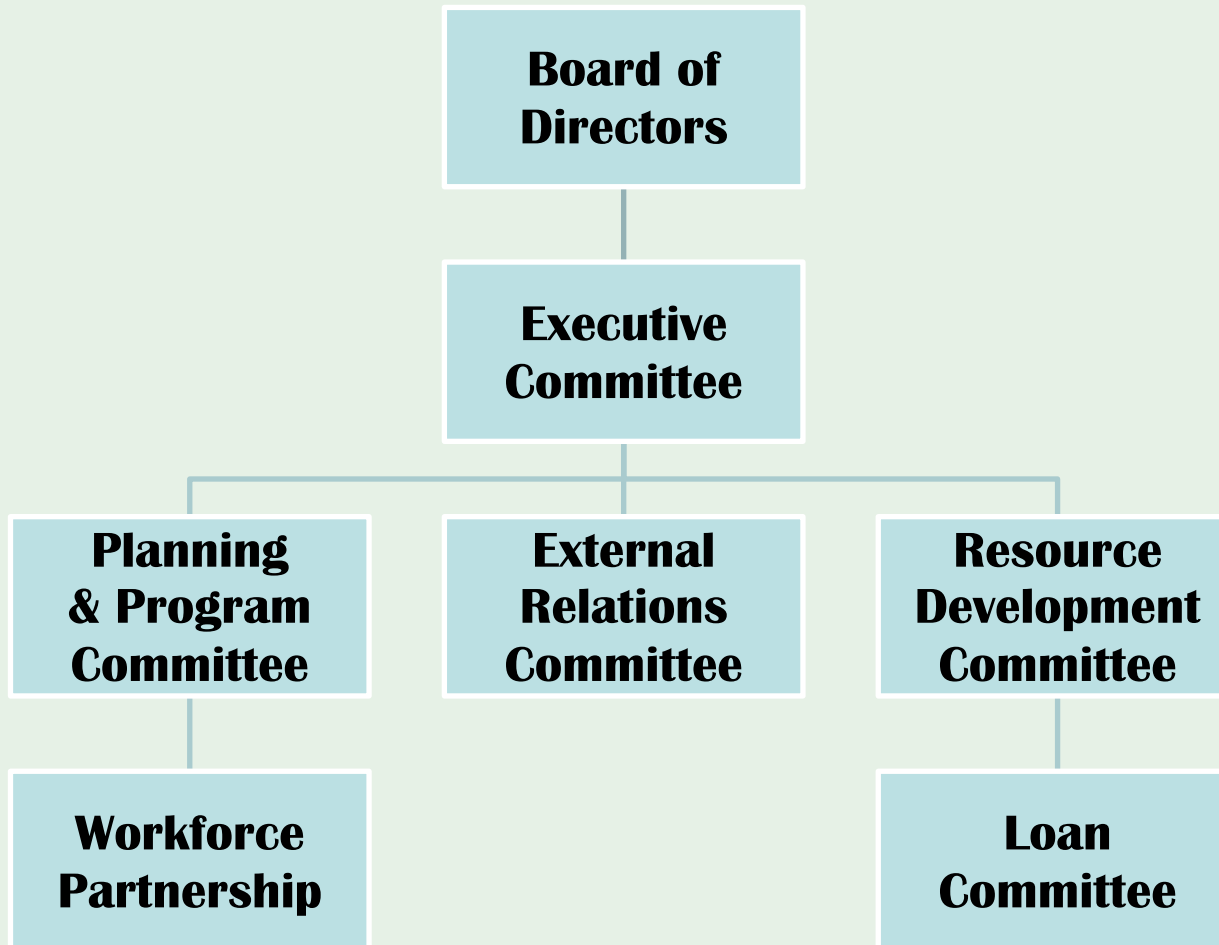 Board of
Directors
Executive
Committee
Planning
& Program
Committee
External
Relations
Committee
Resource
Development
Committee
Workforce
Partnership
Loan
Committee